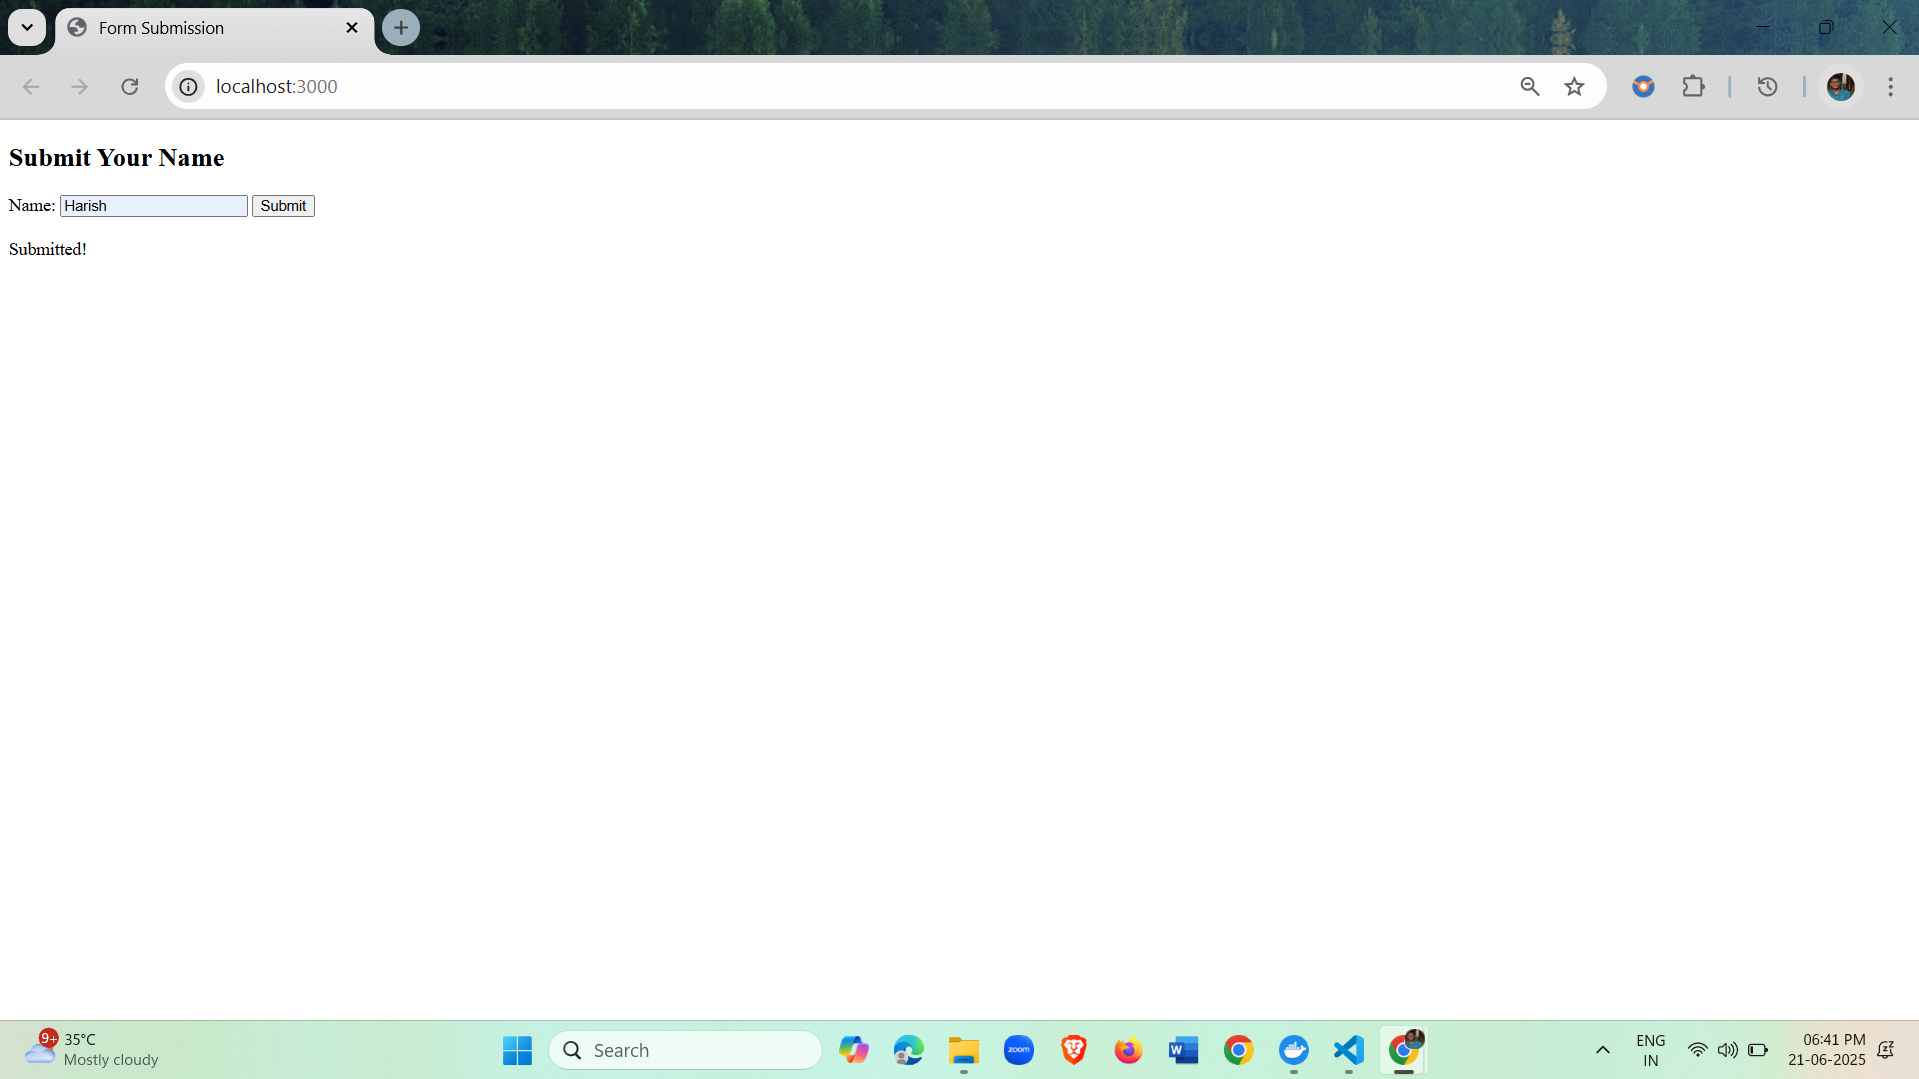 Form Submission
localhost:3000
Submit Your Name
Name: Harish Submit
Submitted!
9+
35°C
Mostly cloudy
Search
zoom
W
ENG
IN
06:41 PM
21-06-2025